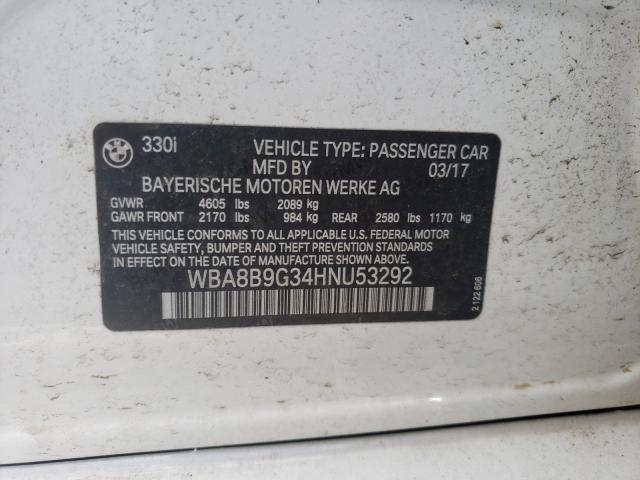 BMW
330i VEHICLE TYPE: PASSENGER CAR
MFD BY 03/17
BAYERISCHE MOTOREN WERKE AG
GVWR 4605 lbs 2089 kg
GAWR FRONT 2170 lbs 984 kg REAR 2580 lbs 1170 kg
THIS VEHICLE CONFORMS TO ALL APPLICABLE U.S. FEDERAL MOTOR
VEHICLE SAFETY, BUMPER AND THEFT PREVENTION STANDARDS
IN EFFECT ON THE DATE OF MANUFACTURE SHOWN ABOVE.
WBA8B9G34HNU53292
2 122 606